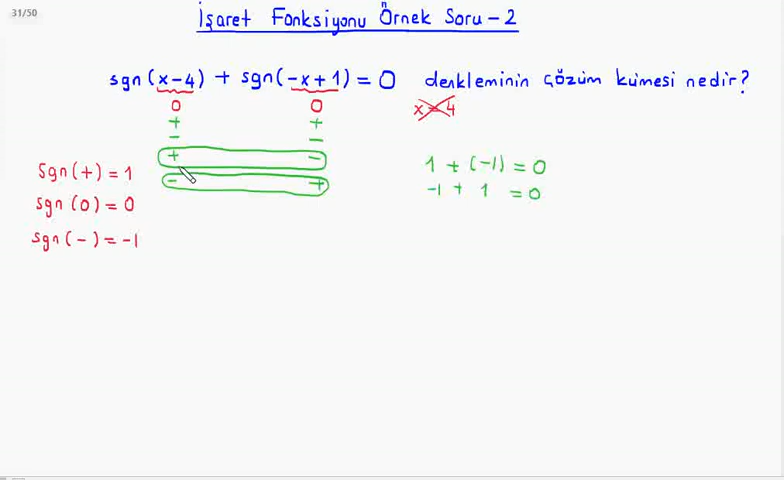 31/50
İşaret Fonksiyonu Örnek Soru-2
sgn(x-4) + sgn(-x+1) = 0 denkleminin çözüm kümesi nedir?
0 0 x=4
+ +
- -
+ - 1 + (-1) = 0
- + -1 + 1 = 0
sgn(+) = 1
sgn(0) = 0
sgn(-) = -1